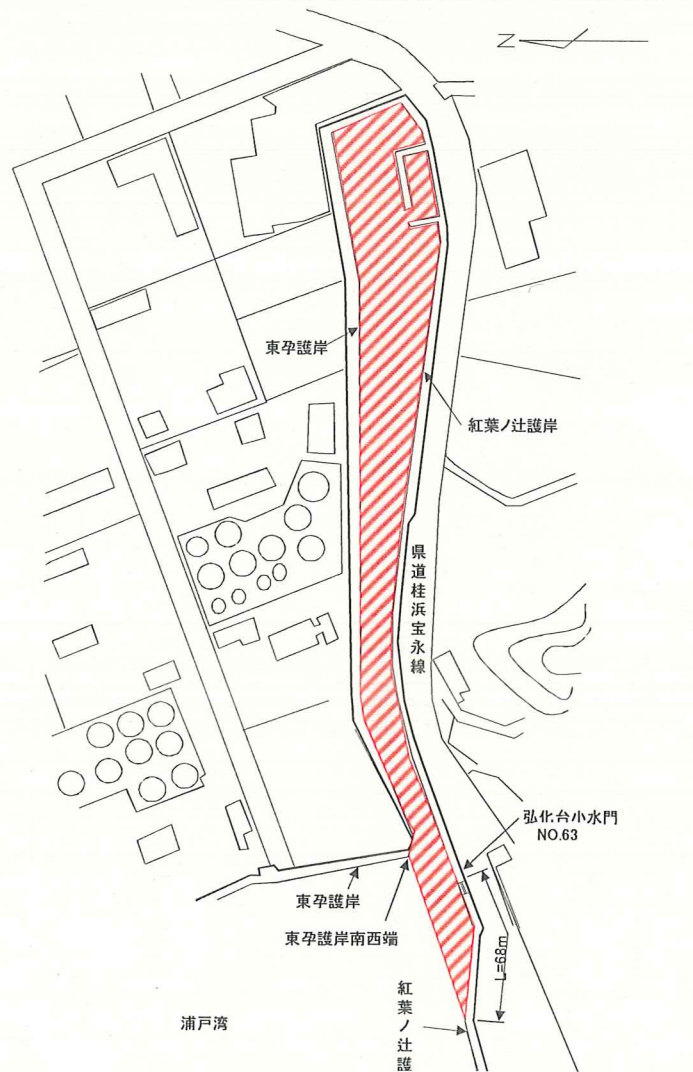 N
東孕護岸
紅葉ノ辻護岸
県道桂浜宝永線
弘化台小水門
NO.63
東孕護岸
東孕護岸南西端
L=68m
浦戸湾
紅葉ノ辻護